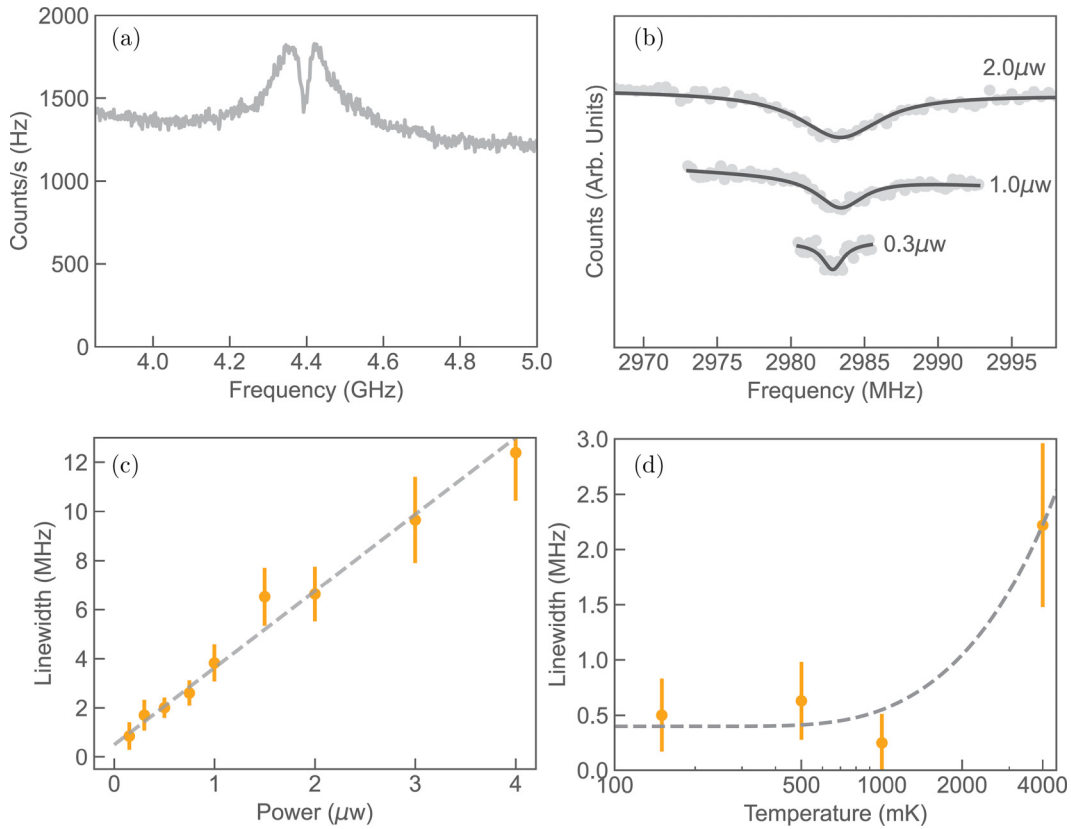 (a)
2000
1500
1000
500
0
Counts/s (Hz)
4.0 4.2 4.4 4.6 4.8 5.0
Frequency (GHz)
(b)
2.0μw
1.0μw
0.3μw
Counts (Arb. Units)
2970 2975 2980 2985 2990 2995
Frequency (MHz)
(c)
12
10
8
6
4
2
0
Linewidth (MHz)
0 1 2 3 4
Power (μw)
(d)
3.0
2.5
2.0
1.5
1.0
0.5
0.0
Linewidth (MHz)
100 500 1000 2000 4000
Temperature (mK)